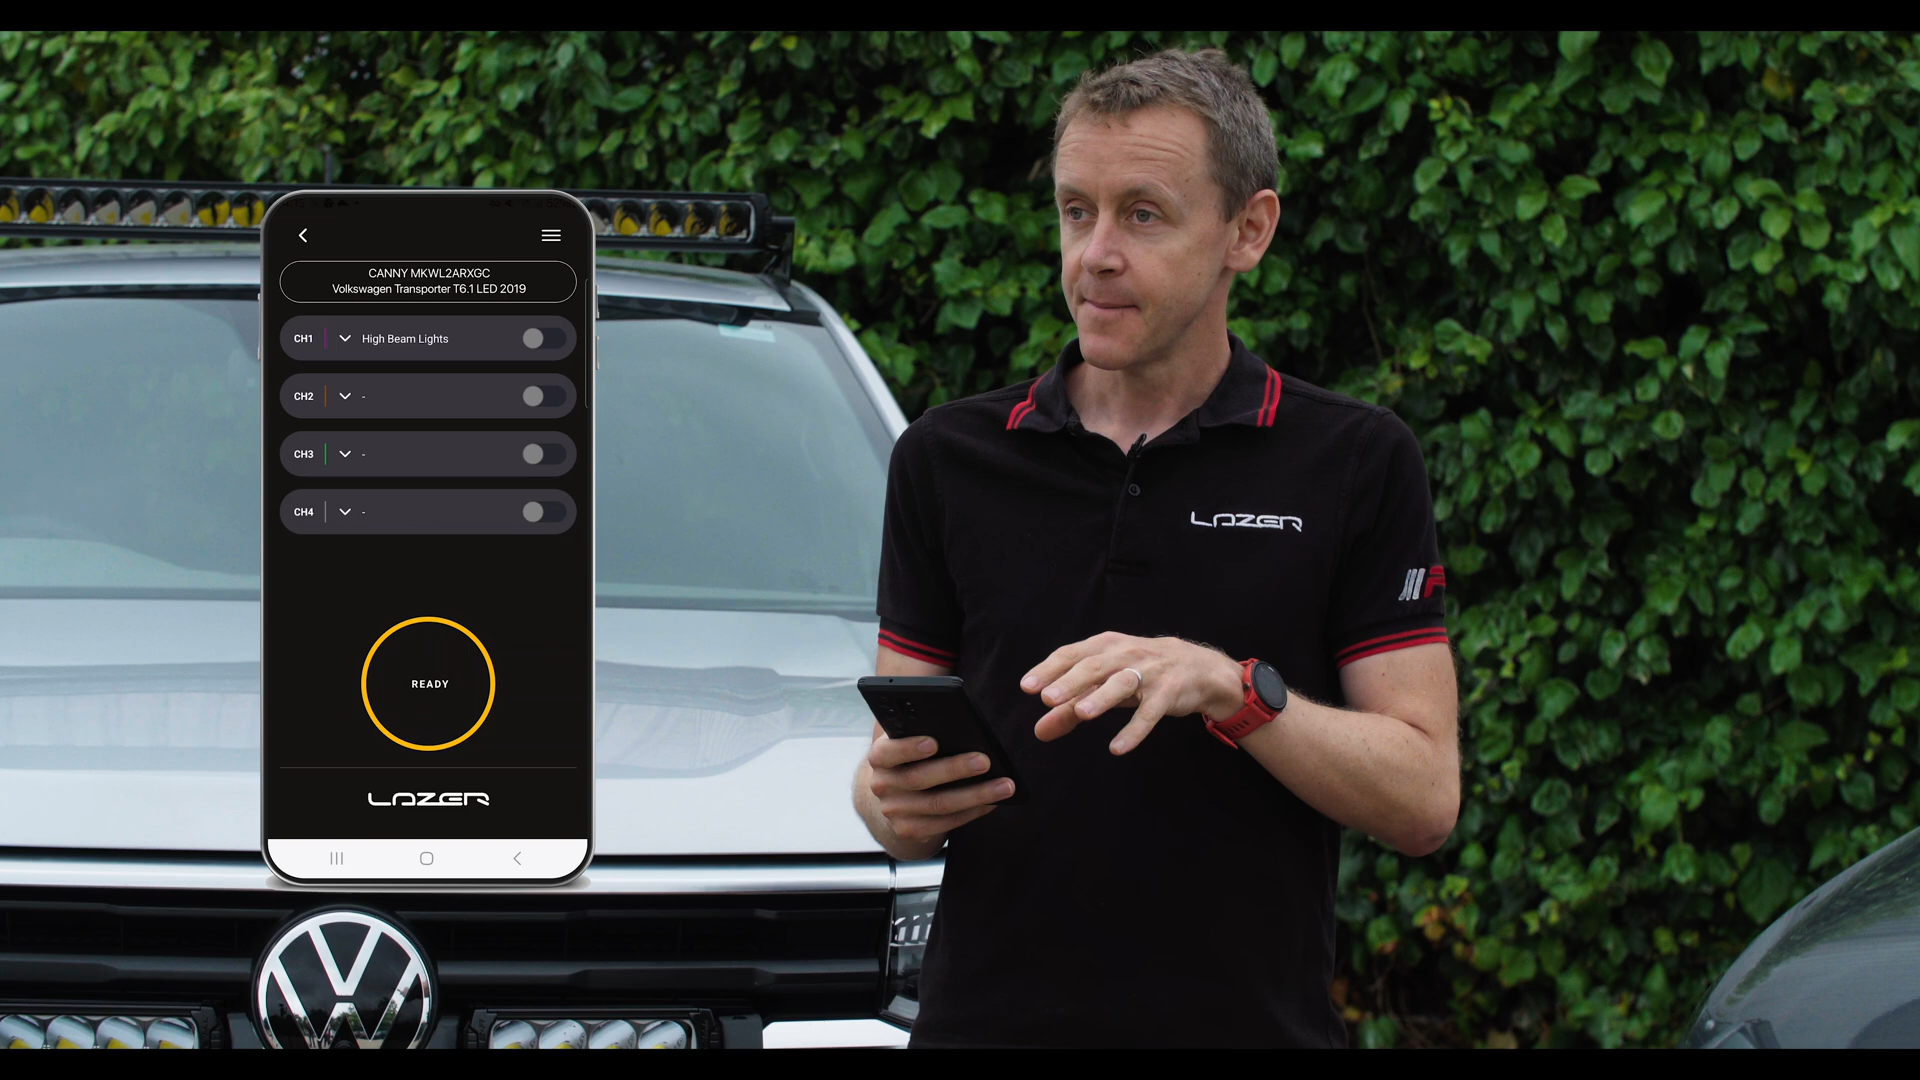 CANNY MKWL2ARXGC
Volkswagen Transporter T6.1 LED 2019
CH1
High Beam Lights
CH2
-
CH3
-
CH4
-
READY
LAZER
LAZER